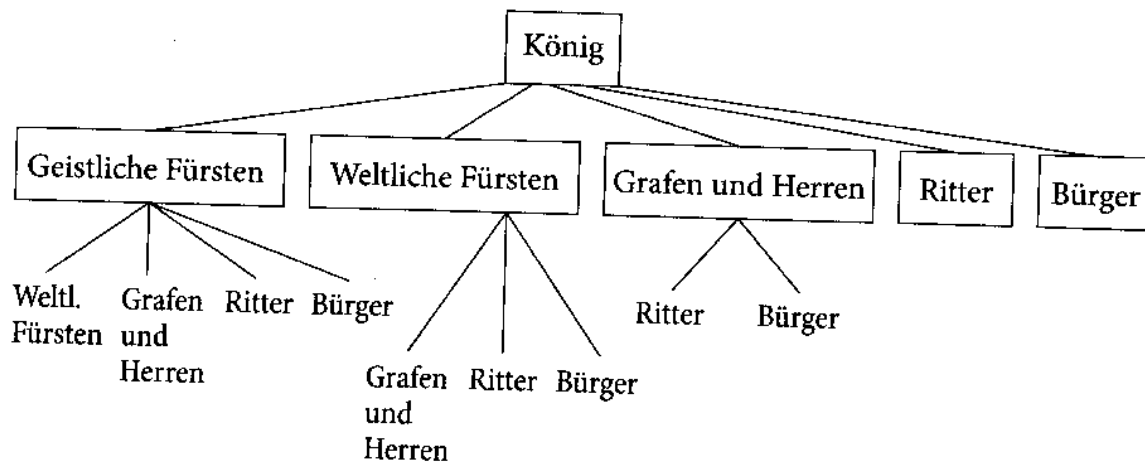 König
Geistliche Fürsten
Weltliche Fürsten
Grafen und Herren
Ritter
Bürger
Weltl.
Fürsten
Grafen
und
Herren
Ritter
Bürger
Grafen
und
Herren
Ritter
Bürger
Ritter
Bürger